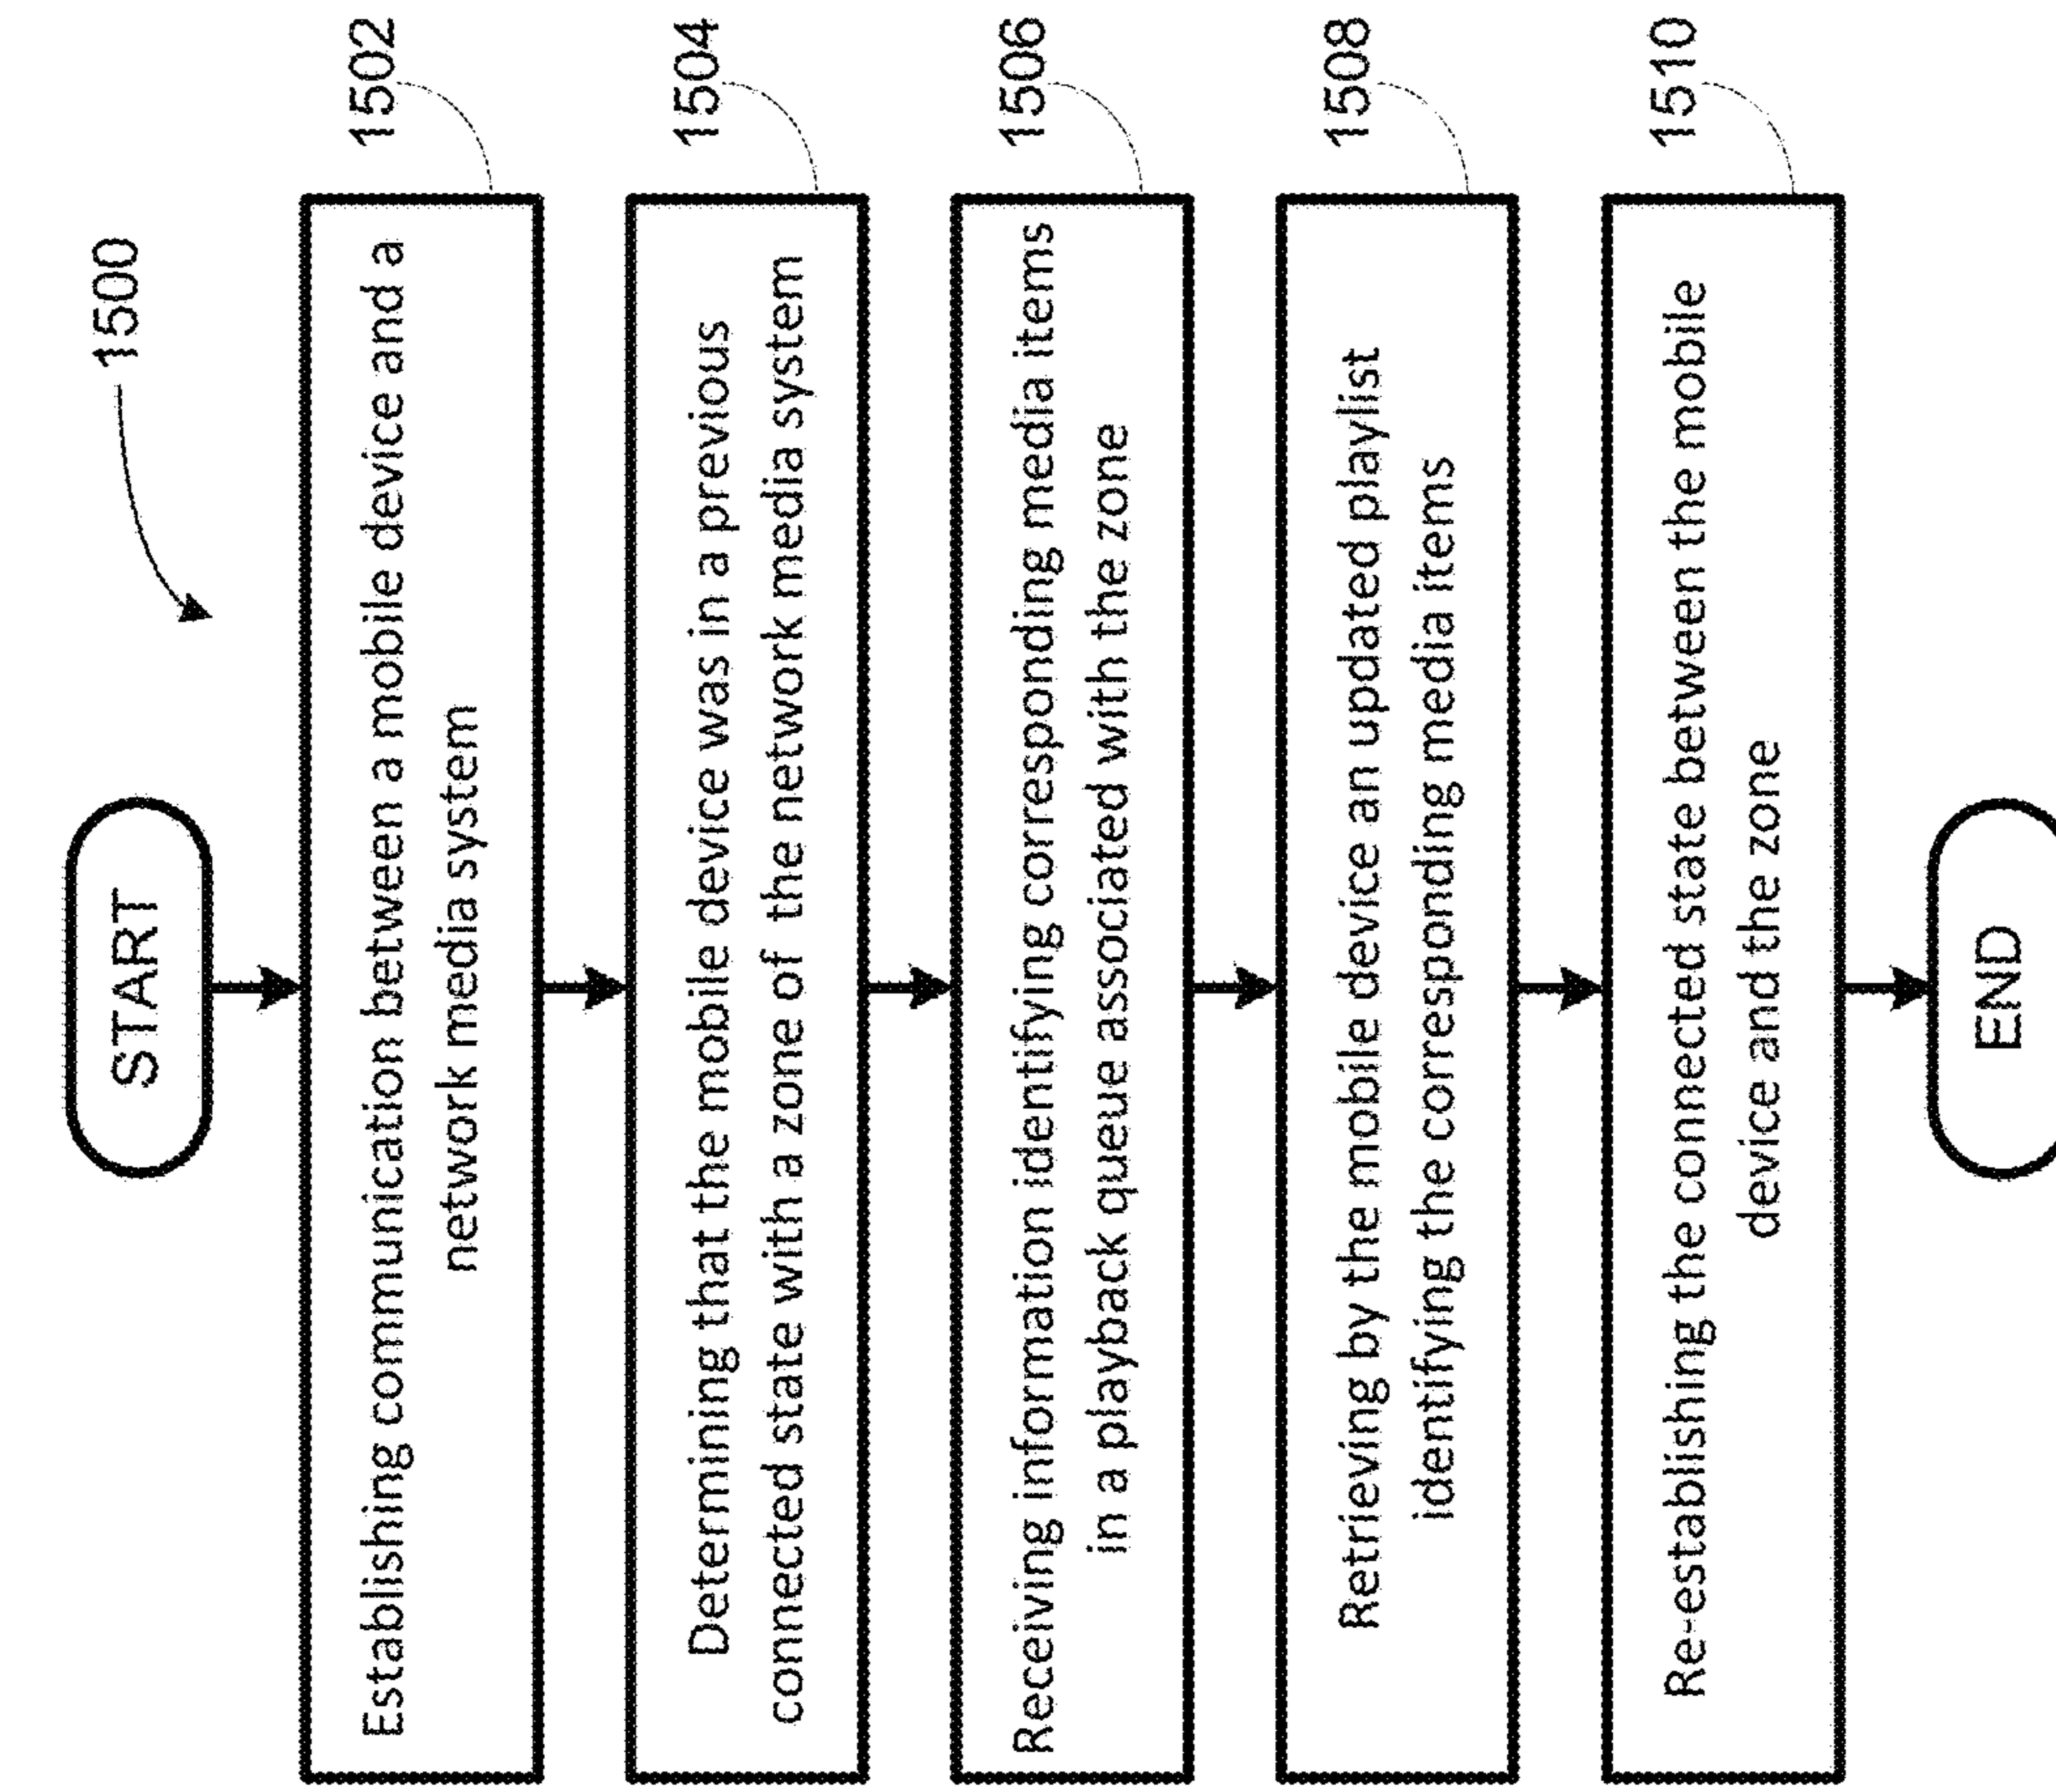 1500
START
Establishing communication between a mobile device and a
network media system
1502
Determining that the mobile device was in a previous
connected state with a zone of the network media system
1504
Receiving information identifying corresponding media items
in a playback queue associated with the zone
1506
Retrieving by the mobile device an updated playlist
identifying the corresponding media items
1508
Re-establishing the connected state between the mobile
device and the zone
1510
END